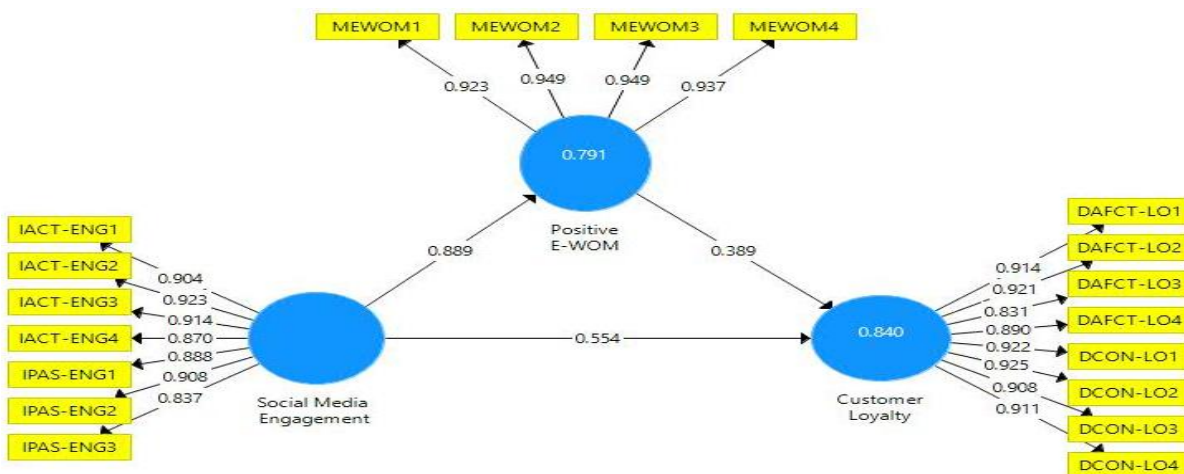 MEWOM1 MEWOM2 MEWOM3 MEWOM4
0.923 0.949 0.949 0.937
0.791
Positive
E-WOM
0.889
0.389
IACT-ENG1
IACT-ENG2
IACT-ENG3
IACT-ENG4
IPAS-ENG1
IPAS-ENG2
IPAS-ENG3
0.904
0.923
0.914
0.870
0.888
0.908
0.837
Social Media
Engagement
0.554
0.840
Customer
Loyalty
0.914
0.921
0.831
0.890
0.922
0.925
0.908
0.911
DAFCT-LO1
DAFCT-LO2
DAFCT-LO3
DAFCT-LO4
DCON-LO1
DCON-LO2
DCON-LO3
DCON-LO4